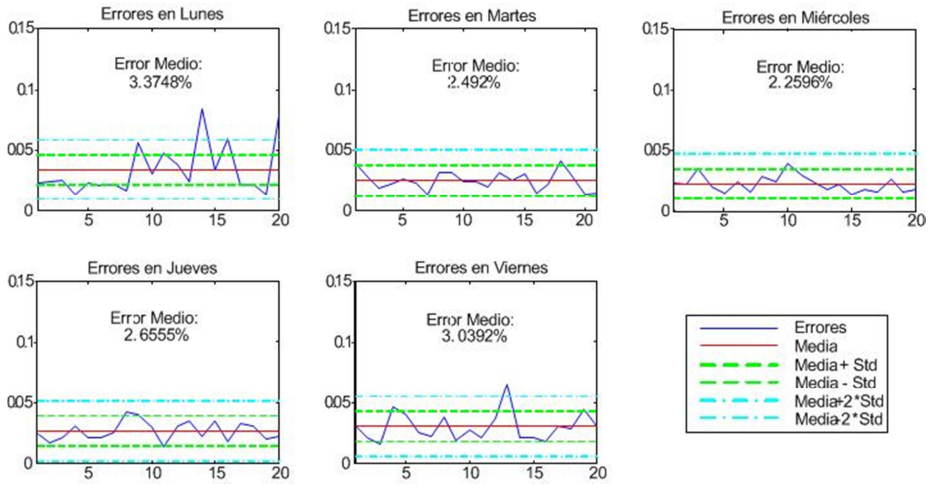 Errores en Lunes
0.15
Error Medio:
3.3748%
0.1
0.05
0
5
10
15
20
Errores en Martes
0.15
Error Medio:
2.492%
0.1
0.05
0
5
10
15
20
Errores en Miércoles
0.15
Error Medio:
2.2596%
0.1
0.05
0
5
10
15
20
Errores en Jueves
0.15
Error Medio:
2.6555%
0.1
0.05
0
5
10
15
20
Errores en Viernes
0.15
Error Medio:
3.0392%
0.1
0.05
0
5
10
15
20
Errores
Media
Media + Std
Media - Std
Media+2*Std
Media-2*Std